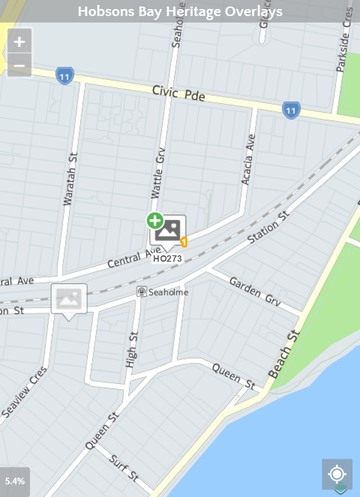 Hobsons Bay Heritage Overlays
Seaho
Parkside Cres
11
Civic Pde
11
Waratah St
Wattle Grv
Acacia Ave
Station St
1
HO273
Central Ave
ral Ave
Seaholme
on St
Garden Grv
High St
Beach St
Queen St
Seaview Cres
Queen St
Surf St
5.4%